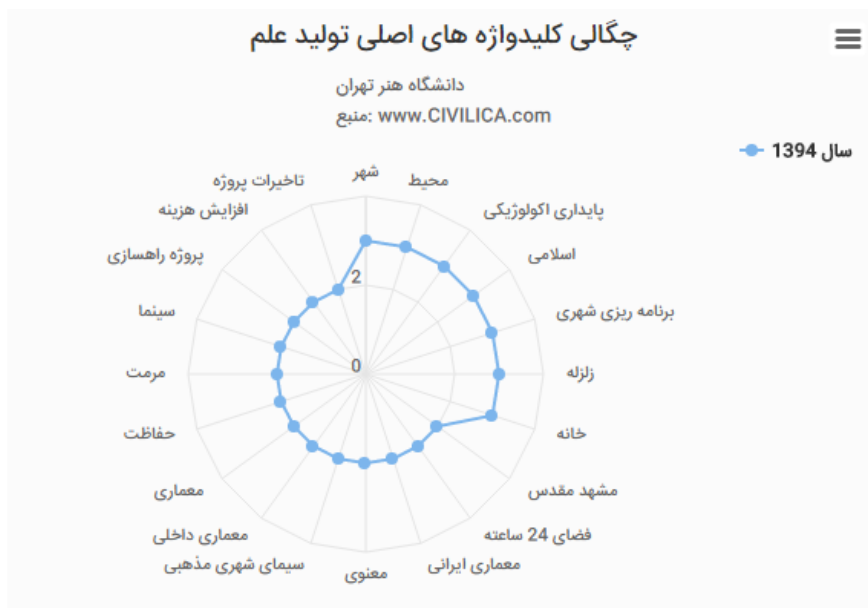 چگالی کلیدواژه های اصلی تولید علم
دانشگاه هنر تهران
منبع: www.CIVILICA.com
سال 1394
شهر
محیط
پایداری اکولوژیکی
اسلامی
برنامه ریزی شهری
زلزله
خانه
مشهد مقدس
فضای 24 ساعته
معماری ایرانی
معنوی
سیمای شهری مذهبی
معماری داخلی
معماری
حفاظت
مرمت
سینما
پروژه راهسازی
افزایش هزینه
تاخیرات پروژه
2
0